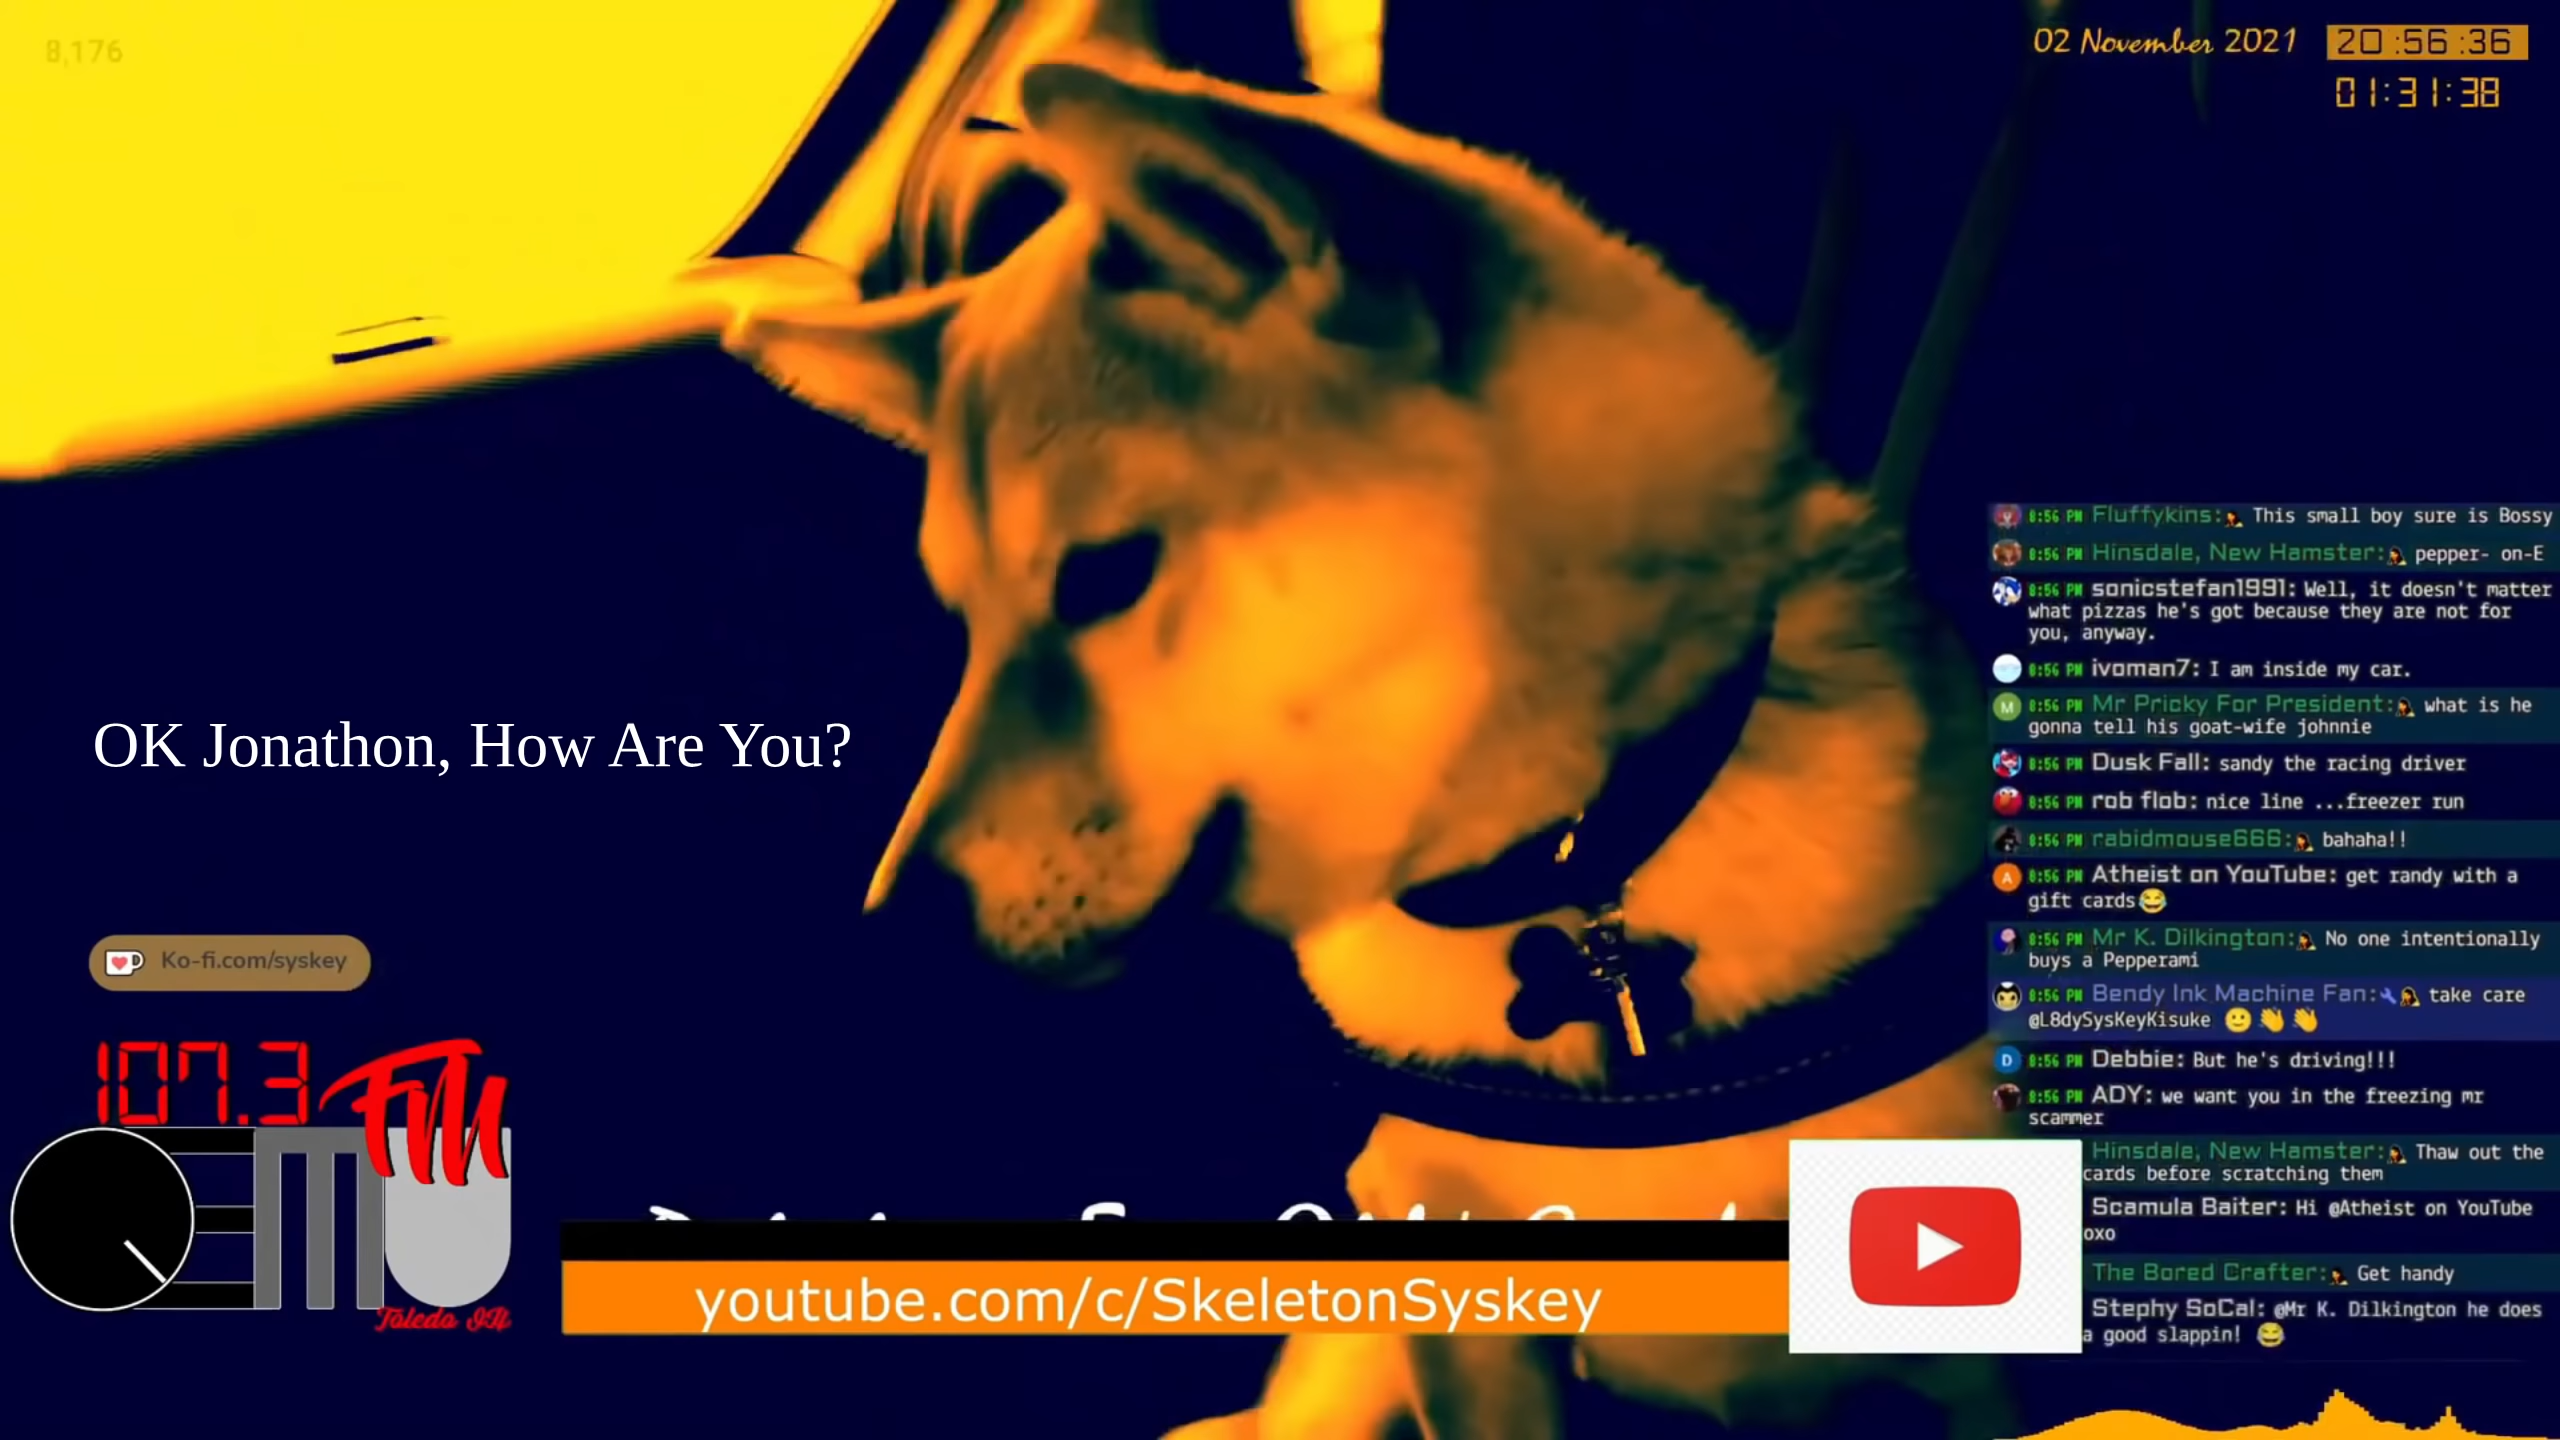 8,176
02 November 2021
20:56:36
01:31:38
8:56 PM Fluffykins: This small boy sure is Bossy
8:56 PM Hinsdale, New Hamster: pepper- on-E
8:56 PM sonicstefan1991: Well, it doesn't matter
what pizzas he's got because they are not for
you, anyway.
8:56 PM ivoman7: I am inside my car.
M 8:56 PM Mr Pricky For President: what is he
gonna tell his goat-wife johnnie
8:56 PM Dusk Fall: sandy the racing driver
8:56 PM rob flob: nice line ...freezer run
8:56 PM rabidmouse666: bahaha!!
A 8:56 PM Atheist on YouTube: get randy with a
gift cards😂
8:56 PM Mr K. Dilkington: No one intentionally
buys a Pepperami
8:56 PM Bendy Ink Machine Fan: take care
@L8dySysKeyKisuke 🙂👋👋
D 8:56 PM Debbie: But he's driving!!!
8:56 PM ADY: we want you in the freezing mr
scammer
Hinsdale, New Hamster: Thaw out the
cards before scratching them
Scamula Baiter: Hi @Atheist on YouTube
oxo
The Bored Crafter: Get handy
Stephy SoCal: @Mr K. Dilkington he does
a good slappin! 😂
OK Jonathon, How Are You?
Ko-fi.com/syskey
107.3 FM
QEMU
Toledo OH
youtube.com/c/SkeletonSyskey